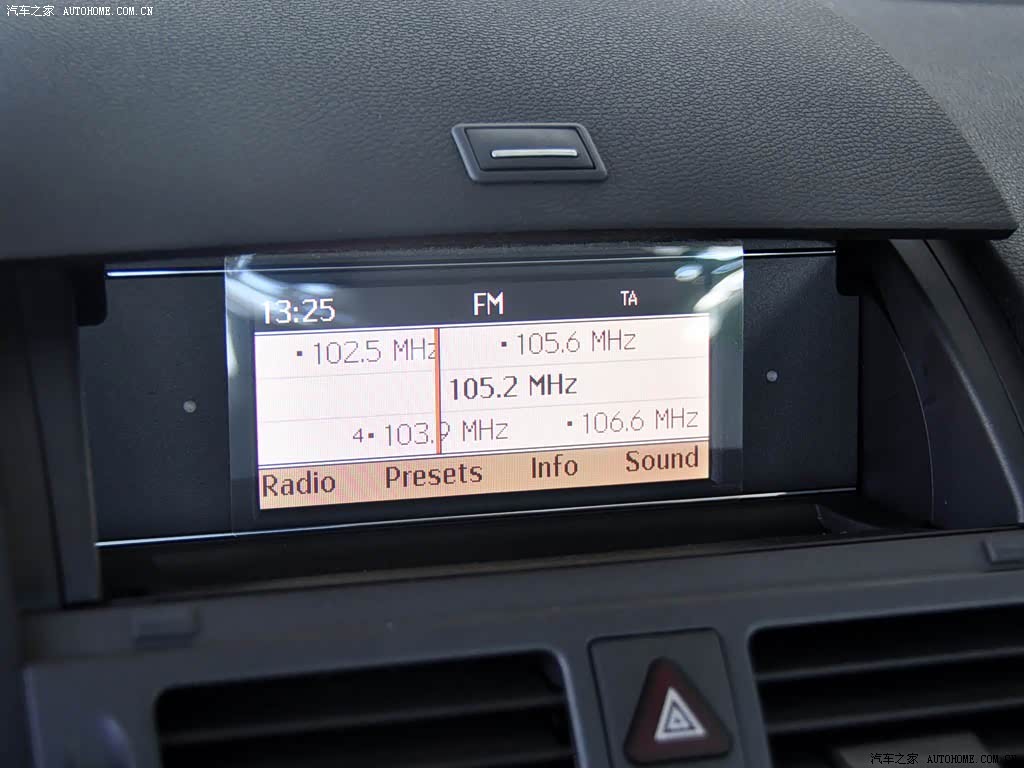 汽车之家 AUTOHOME.COM.CN
13:25 FM TA
102.5 MHz 105.6 MHz
105.2 MHz
4 103.9 MHz 106.6 MHz
Radio Presets Info Sound
汽车之家 AUTOHOME.COM.CN